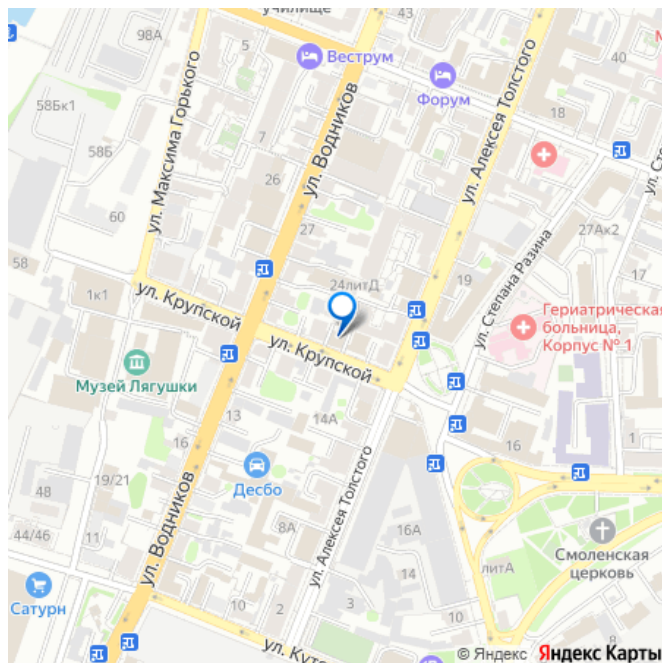 училище
43
98А
5
Веструм
40
Форум
58Бк1
18
ул. Максима Горького
ул. Водников
ул. Алексея Толстого
7
58Б
26
60
27
27Ак2
17
58
24литД
19
ул. Степана Разина
1к1
ул. Крупской
Гериатрическая
больница,
Корпус № 1
ул. Крупской
Музей Лягушки
13
14А
16
16
1
Десбо
19/21
48
ул. Водников
ул. Алексея Толстого
8А
16А
44/46
11
Смоленская
церковь
14
литА
Сатурн
10
2
3
10
© Яндекс
Яндекс Карты